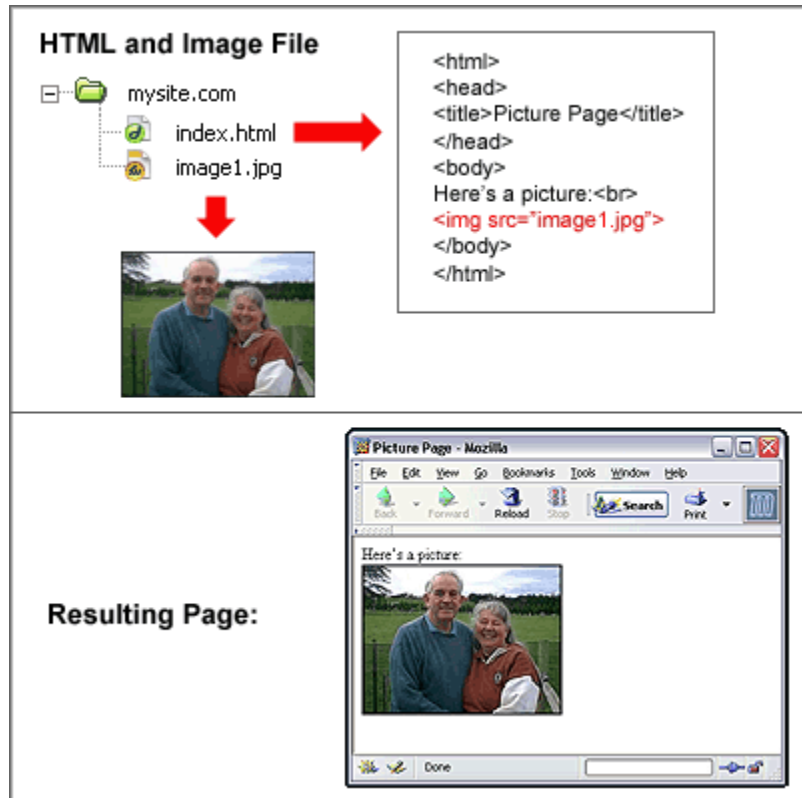 HTML and Image File
mysite.com
index.html
image1.jpg
<html>
<head>
<title>Picture Page</title>
</head>
<body>
Here's a picture:<br>
<img src="image1.jpg">
</body>
</html>
Resulting Page:
Picture Page - Mozilla
File Edit View Go Bookmarks Tools Window Help
Back Forward Reload Stop Search Print
Here's a picture:
Done